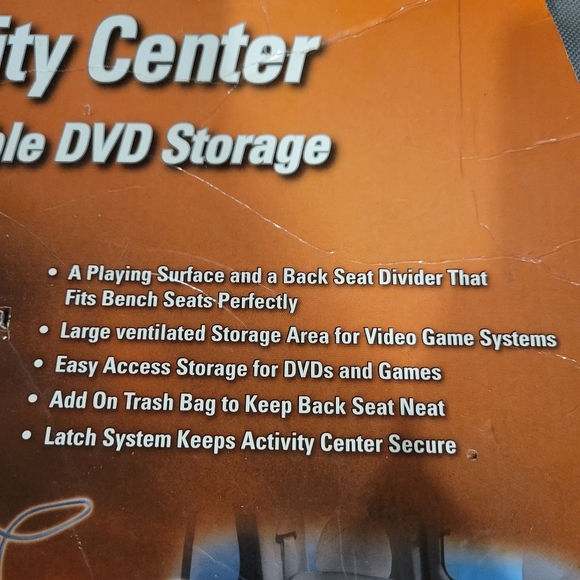 ity Center
ble DVD Storage
• A Playing Surface and a Back Seat Divider That
Fits Bench Seats Perfectly
• Large ventilated Storage Area for Video Game Systems
• Easy Access Storage for DVDs and Games
• Add On Trash Bag to Keep Back Seat Neat
• Latch System Keeps Activity Center Secure